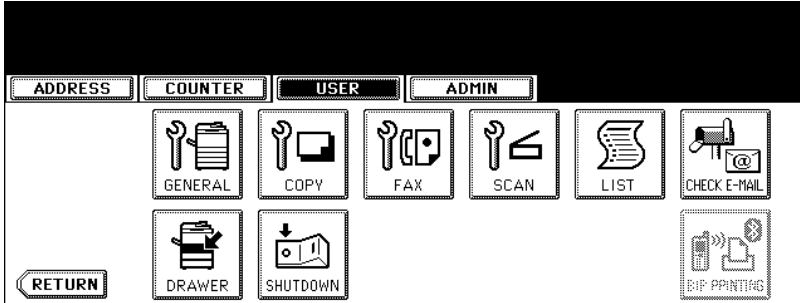 ADDRESS COUNTER USER ADMIN
GENERAL COPY FAX SCAN LIST CHECK E-MAIL
RETURN DRAWER SHUTDOWN BIP PRINTING